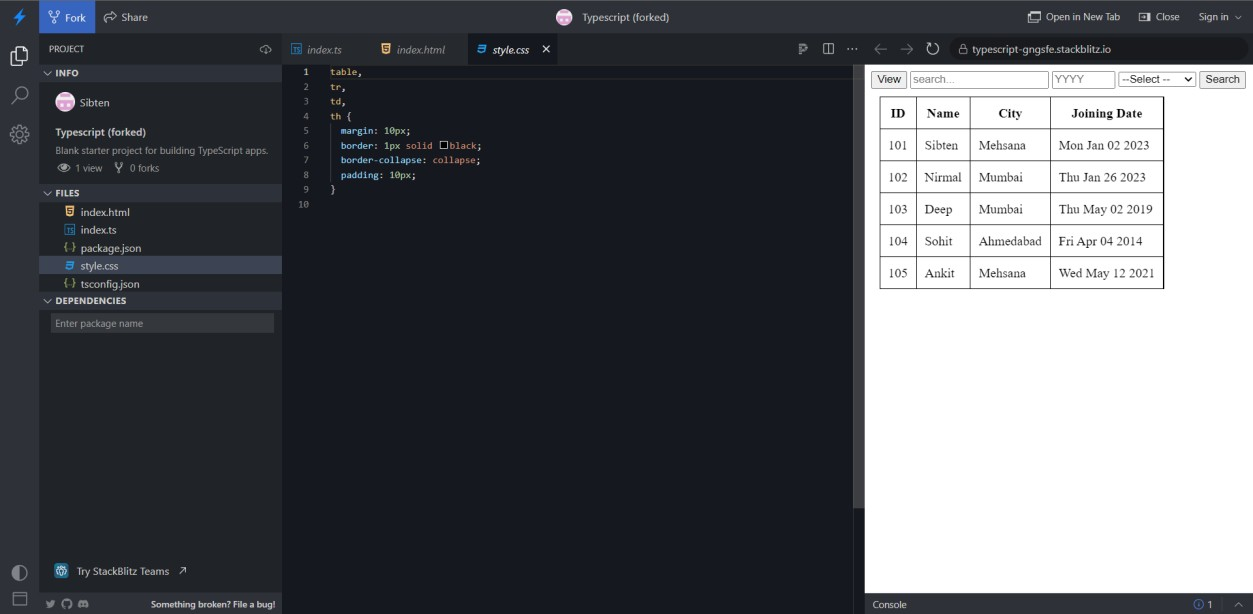 Fork
Share
Typescript (forked)
Open in New Tab
Close
Sign in
PROJECT
index.ts
index.html
style.css
typescript-gngsfe.stackblitz.io
INFO
Sibten
Typescript (forked)
Blank starter project for building TypeScript apps.
1 view
0 forks
FILES
index.html
TS index.ts
package.json
style.css
tsconfig.json
DEPENDENCIES
Enter package name
Try StackBlitz Teams
Something broken? File a bug!
1 table,
2 tr,
3 td,
4 th {
5 margin: 10px;
6 border: 1px solid black;
7 border-collapse: collapse;
8 padding: 10px;
9 }
10
View search... YYYY --Select -- Search
ID Name City Joining Date
101 Sibten Mehsana Mon Jan 02 2023
102 Nirmal Mumbai Thu Jan 26 2023
103 Deep Mumbai Thu May 02 2019
104 Sohit Ahmedabad Fri Apr 04 2014
105 Ankit Mehsana Wed May 12 2021
Console
1